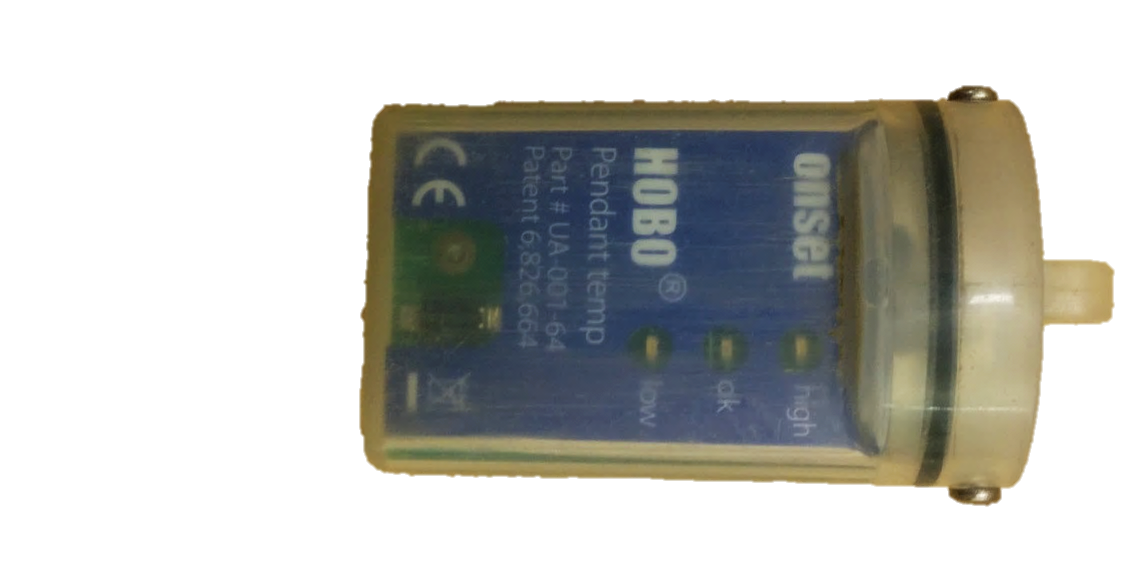 onset
high
ok
low
HOBO®
Pendant temp
Part # UA-001-64
Patent 6,826,664
CE